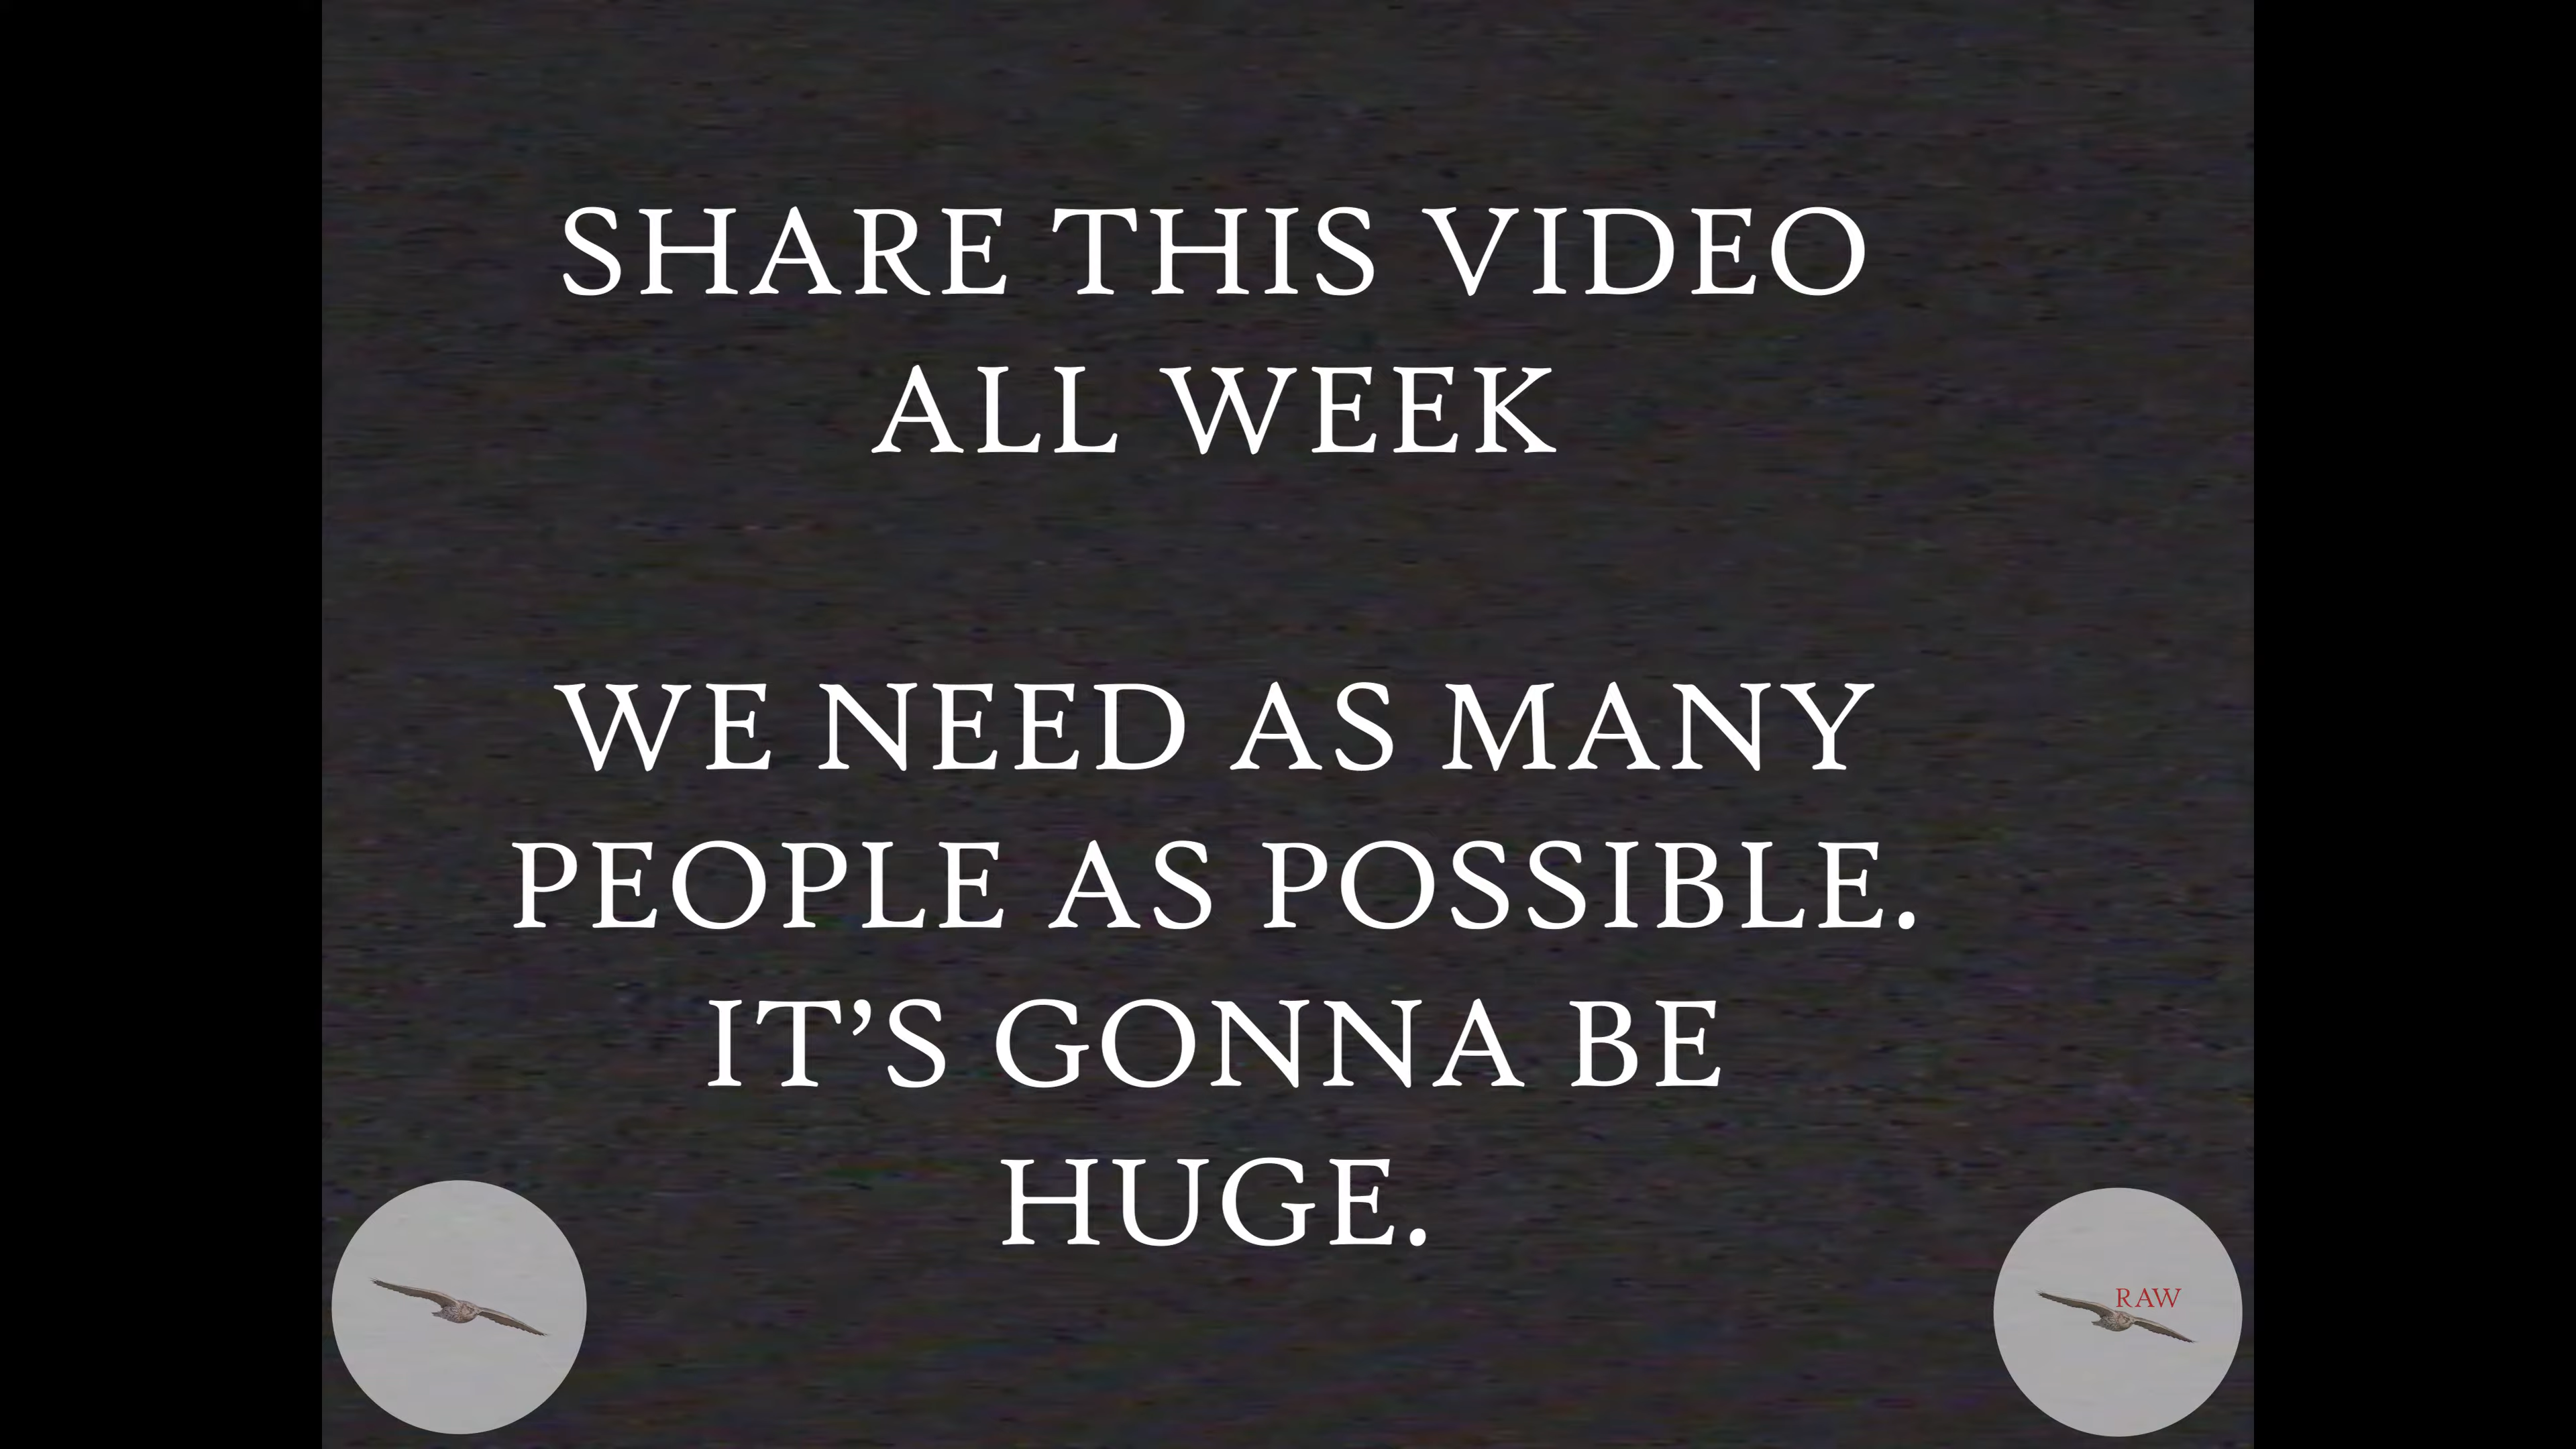 SHARE THIS VIDEO
ALL WEEK
WE NEED AS MANY
PEOPLE AS POSSIBLE.
IT’S GONNA BE
HUGE.
RAW